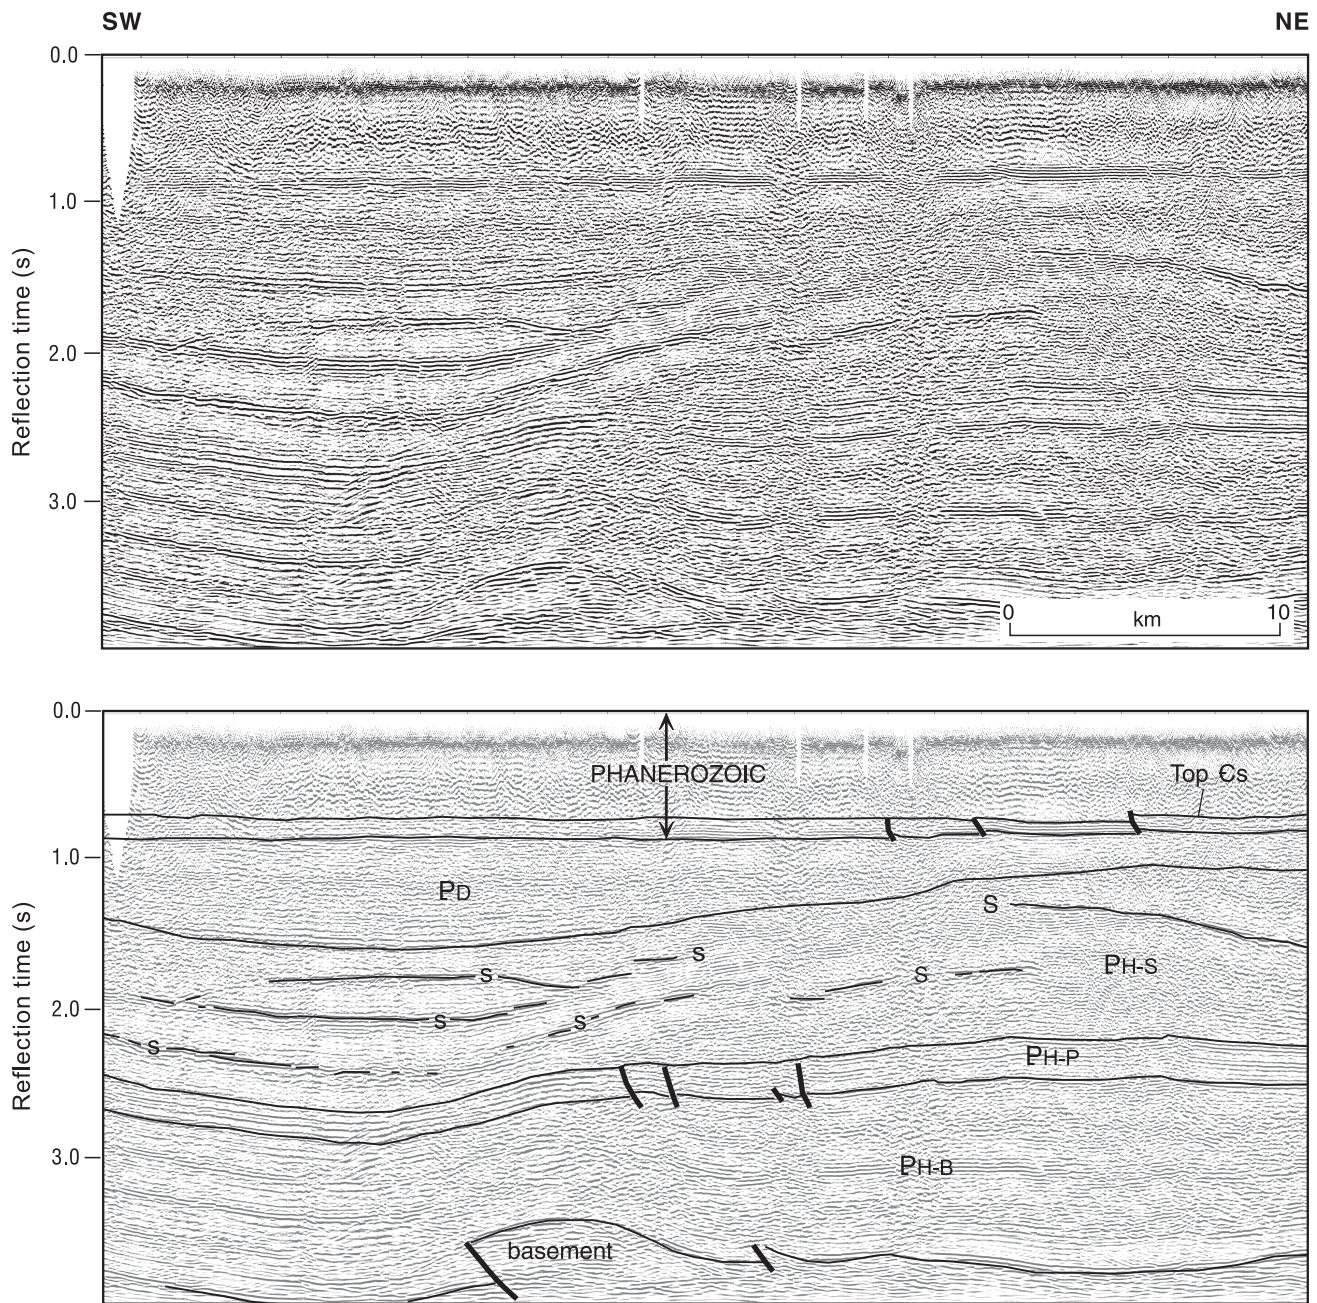 SW NE
0.0
1.0
2.0
3.0
Reflection time (s)
0 10
km
0.0
PHANEROZOIC
Top Єs
1.0
PD
S
s
PH-S
s
S
2.0
s
s
s
PH-P
Reflection time (s)
3.0
PH-B
basement